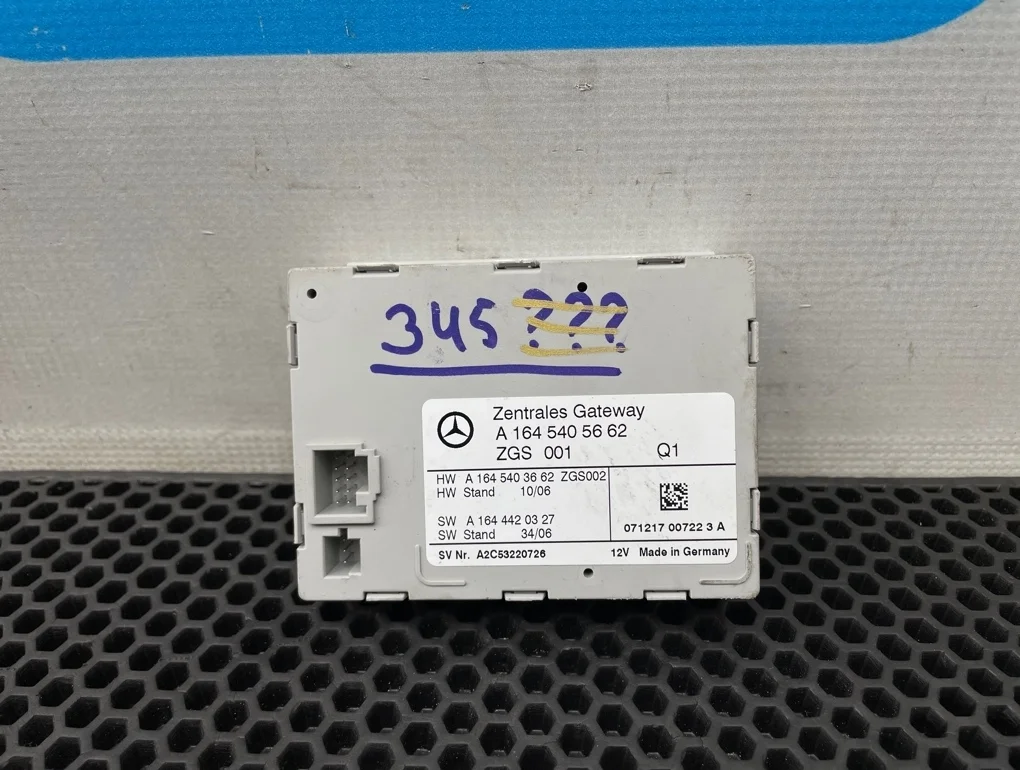 345 ???
Zentrales Gateway
A 164 540 56 62
ZGS 001 Q1
HW A 164 540 36 62 ZGS002
HW Stand 10/06
SW A 164 442 03 27
SW Stand 34/06
071217 00722 3 A
SV Nr. A2C53220726 12V Made in Germany